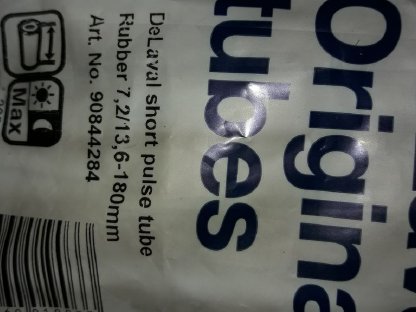 Origina
tubes
DeLaval short pulse tube
Rubber 7,2/13,6-180mm
Art. No. 90844284
Max